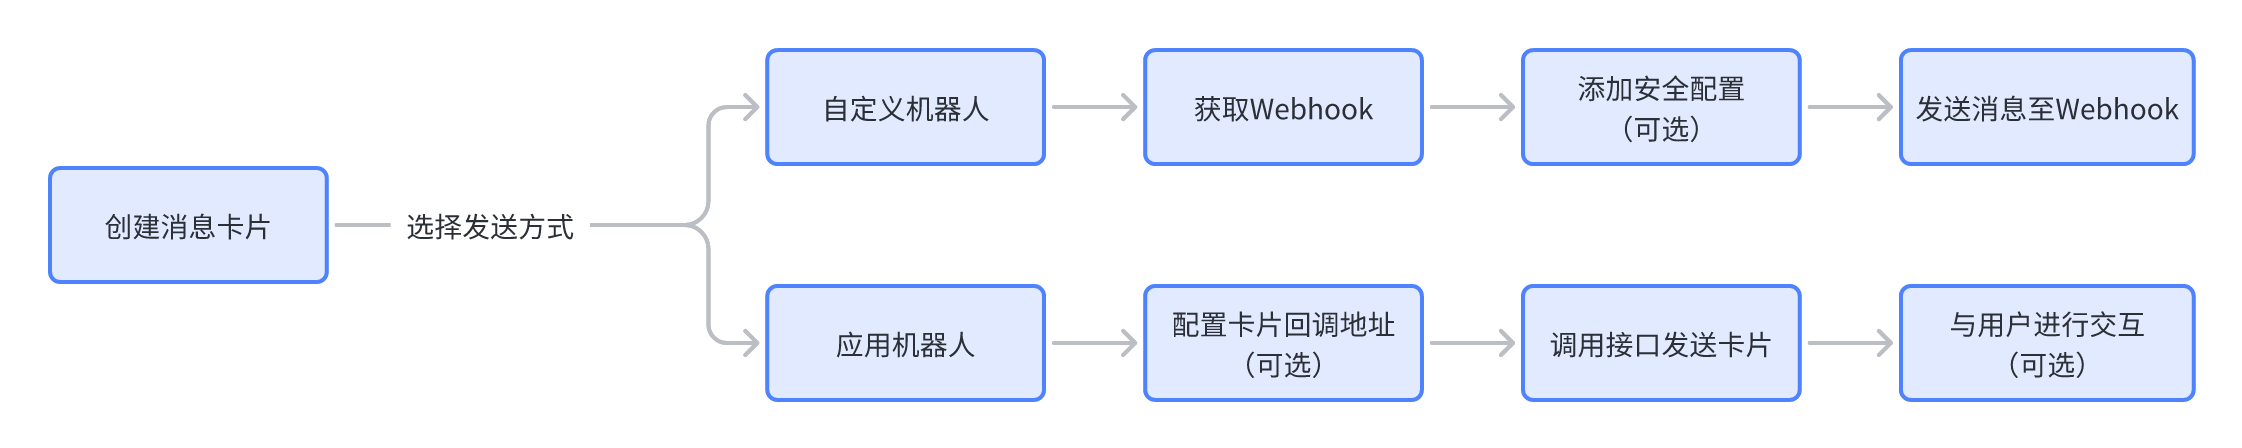 自定义机器人
获取Webhook
添加安全配置
（可选）
发送消息至Webhook
创建消息卡片
选择发送方式
应用机器人
配置卡片回调地址
（可选）
调用接口发送卡片
与用户进行交互
（可选）